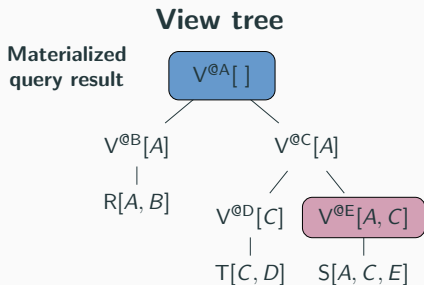 View tree
Materialized
query result
V@A[ ]
V@B[A] V@C[A]
R[A, B]
V@D[C] V@E[A, C]
T[C, D] S[A, C, E]